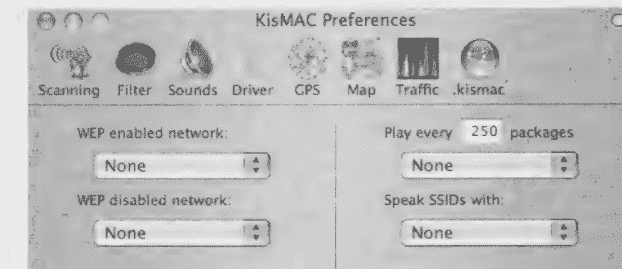 KisMAC Preferences
Scanning Filter Sounds Driver GPS Map Traffic .kismac
WEP enabled network:
None
WEP disabled network:
None
Play every 250 packages
None
Speak SSIDs with:
None